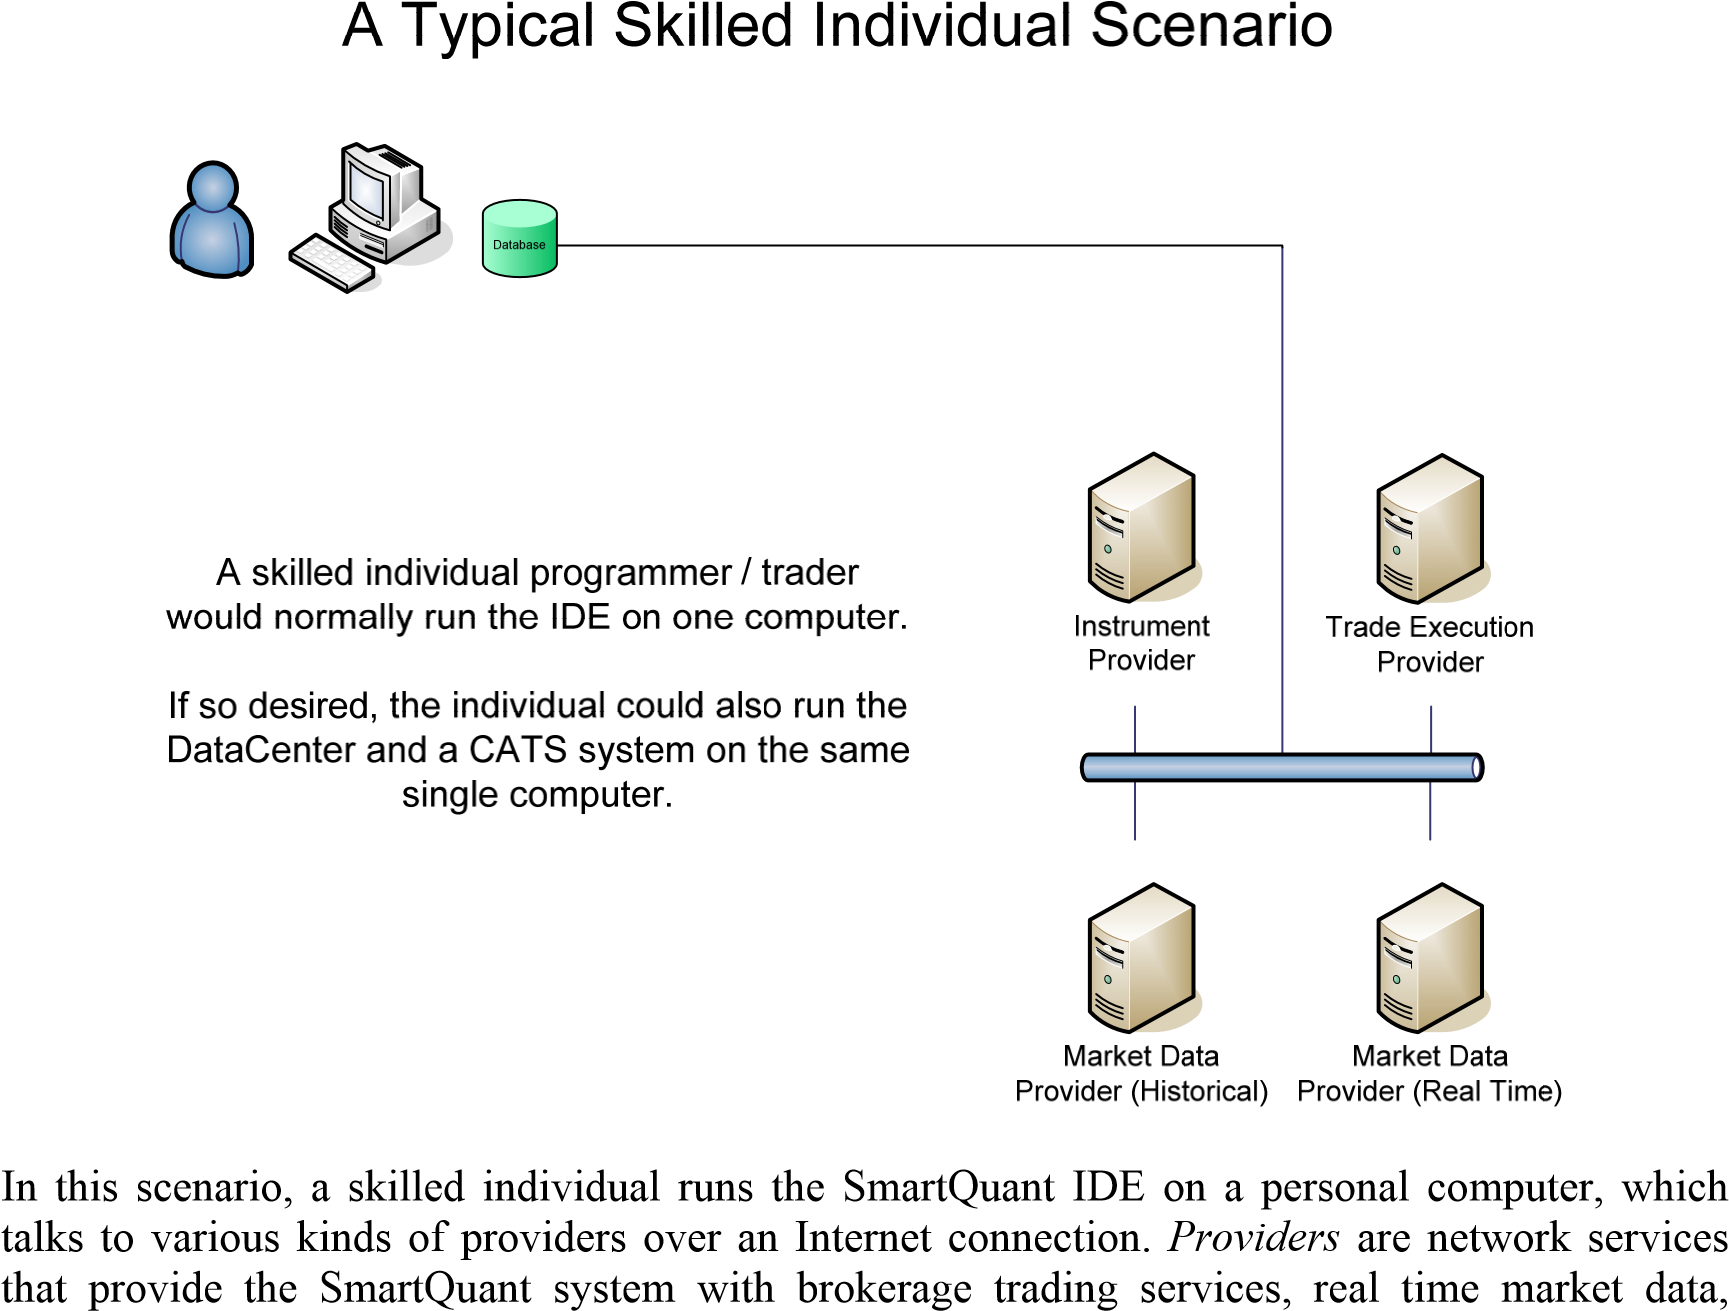 A Typical Skilled Individual Scenario
Database
A skilled individual programmer / trader
would normally run the IDE on one computer.
If so desired, the individual could also run the
DataCenter and a CATS system on the same
single computer.
Instrument
Provider
Trade Execution
Provider
Market Data
Provider (Historical)
Market Data
Provider (Real Time)
In this scenario, a skilled individual runs the SmartQuant IDE on a personal computer, which
talks to various kinds of providers over an Internet connection. Providers are network services
that provide the SmartQuant system with brokerage trading services, real time market data,